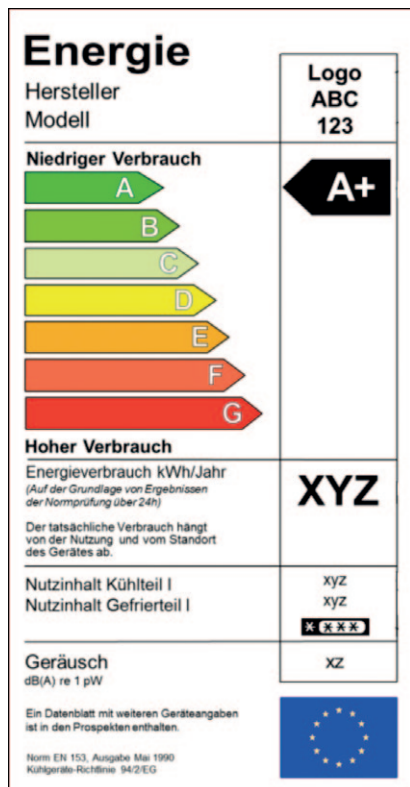 Energie
Hersteller
Modell
Logo
ABC
123
Niedriger Verbrauch
A
B
C
D
E
F
G
A+
Hoher Verbrauch
Energieverbrauch kWh/Jahr
(Auf der Grundlage von Ergebnissen
der Normprüfung über 24h)
XYZ
Der tatsächliche Verbrauch hängt
von der Nutzung und vom Standort
des Gerätes ab.
Nutzinhalt Kühlteil l
xyz
Nutzinhalt Gefrierteil l
xyz
* ***
Geräusch
xz
dB(A) re 1 pW
Ein Datenblatt mit weiteren Geräteangaben
ist in den Prospekten enthalten.
Norm EN 153, Ausgabe Mai 1990
Kühlgeräte-Richtlinie 94/2/EG